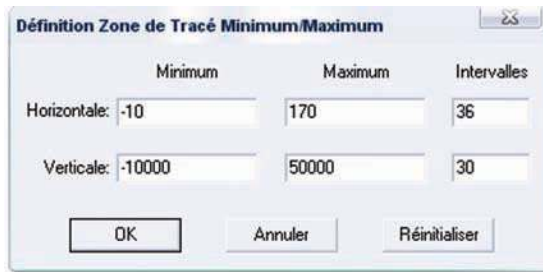 Définition Zone de Tracé Minimum/Maximum
Minimum Maximum Intervalles
Horizontale: -10 170 36
Verticale: -10000 50000 30
OK Annuler Réinitialiser